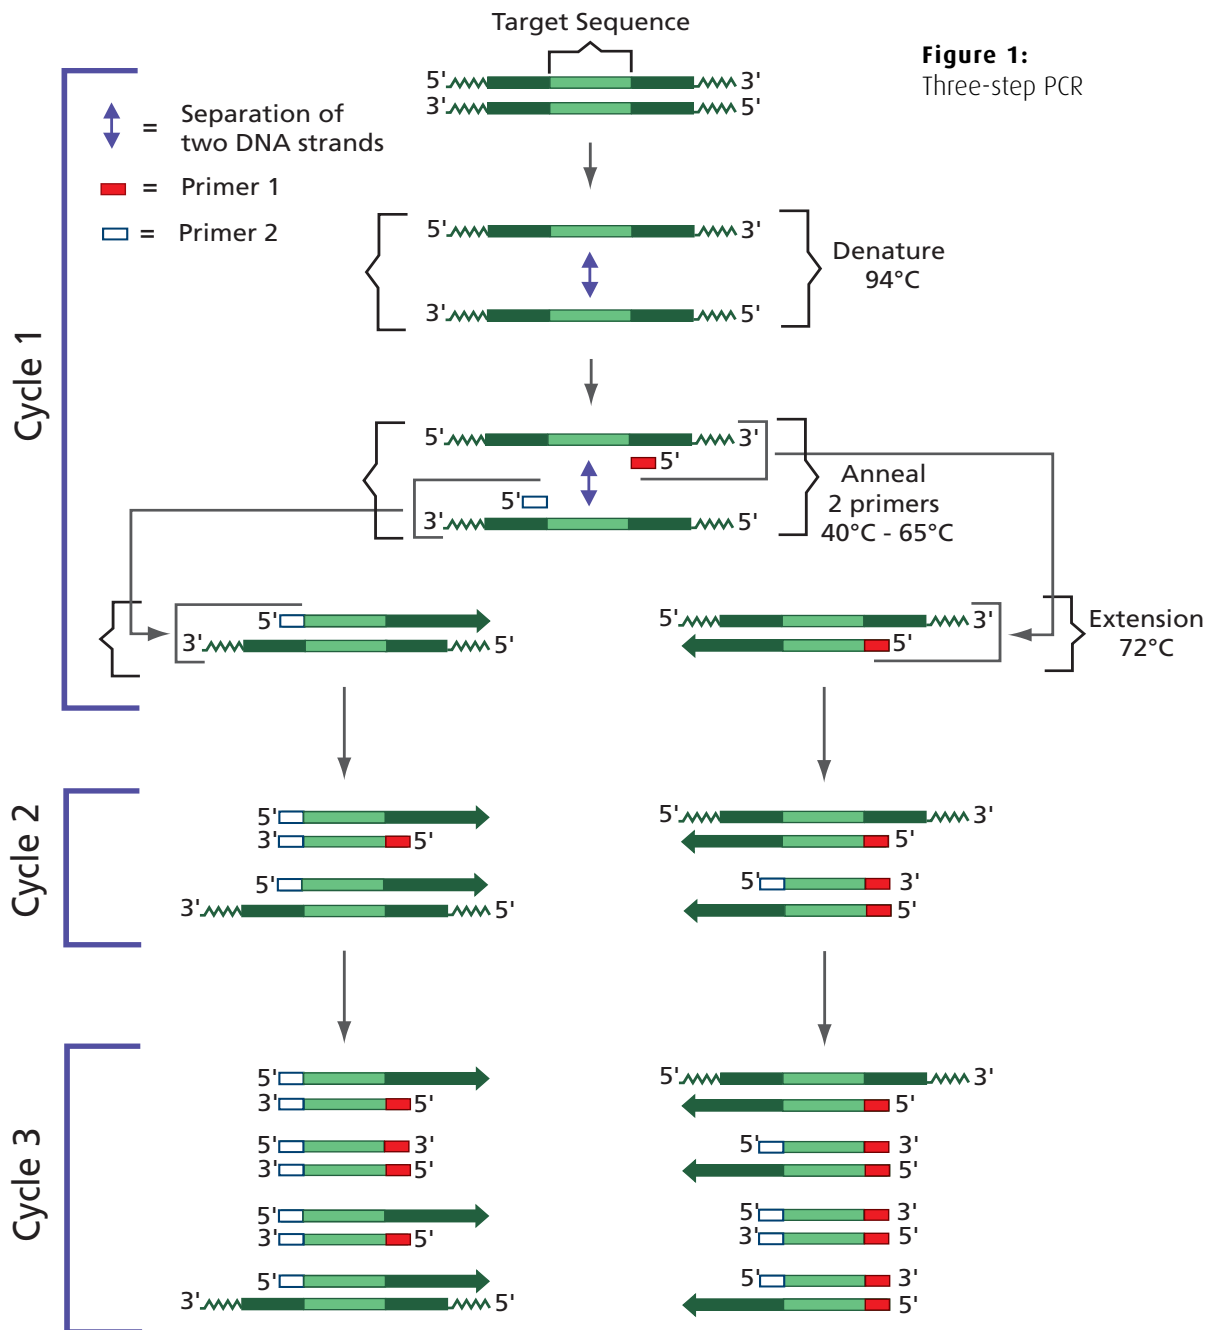 Target Sequence
Figure 1:
Three-step PCR
5' 3'
3' 5'
= Separation of
two DNA strands
= Primer 1
= Primer 2
5' 3'
Denature
94°C
3' 5'
Cycle 1
5' 3'
5'
Anneal
2 primers
40°C - 65°C
5'
3' 5'
5'
3' 5'
5' 3'
5'
Extension
72°C
Cycle 2
5'
3' 5'
5'
3' 5'
5' 3'
5'
5' 3'
5'
Cycle 3
5'
3' 5'
5' 3'
3' 5'
5'
3' 5'
5'
3' 5'
5' 3'
5'
5' 3'
5'
5' 3'
3' 5'
5' 3'
5'